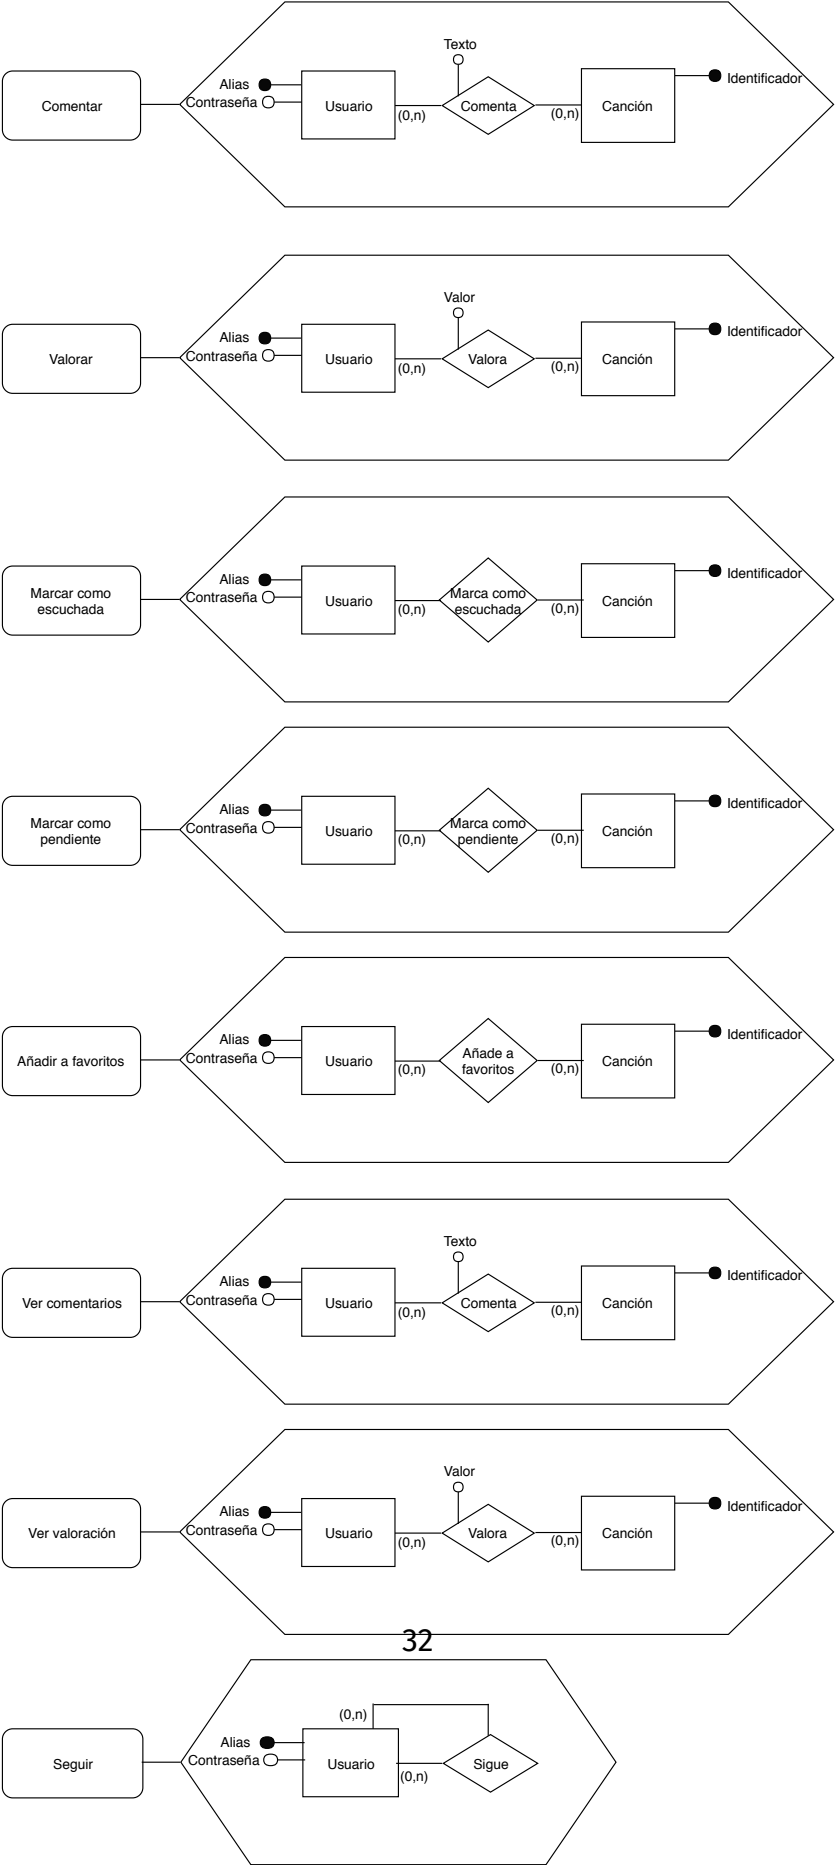 Texto
Alias
Contraseña
Identificador
Comentar
Usuario
Comenta
Canción
(0,n)
(0,n)
Valor
Alias
Contraseña
Identificador
Valorar
Usuario
Valora
Canción
(0,n)
(0,n)
Alias
Contraseña
Identificador
Marcar como
escuchada
Usuario
Marca como
escuchada
Canción
(0,n)
(0,n)
Alias
Contraseña
Identificador
Marcar como
pendiente
Usuario
Marca como
pendiente
Canción
(0,n)
(0,n)
Alias
Contraseña
Identificador
Añadir a favoritos
Usuario
Añade a
favoritos
Canción
(0,n)
(0,n)
Texto
Alias
Contraseña
Identificador
Ver comentarios
Usuario
Comenta
Canción
(0,n)
(0,n)
Valor
Alias
Contraseña
Identificador
Ver valoración
Usuario
Valora
Canción
(0,n)
(0,n)
32
(0,n)
Alias
Contraseña
Seguir
Usuario
Sigue
(0,n)